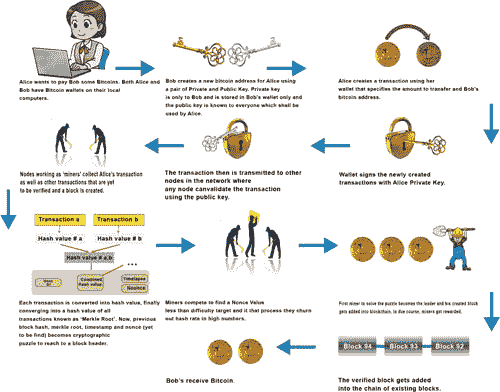 Alice wants to pay Bob some Bitcoins. Both Alice and
Bob have Bitcoin wallets on their local
computers.
Bob creates a new bitcoin address for Alice using
a pair of Private and Public Key. Private key
is only to Bob and is stored in Bob's wallet only and
the public key is known to everyone which shall be
used by Alice.
Alice creates a transaction using her
wallet that specifies the amount to transfer and Bob's
bitcoin address.
Nodes working as 'miners' collect Alice's transaction
as well as other transactions that are yet
to be verified and a block is created.
The transaction then is transmitted to other
nodes in the network where
any node canvalidate the transaction
using the public key.
Wallet signs the newly created
transactions with Alice Private Key.
Transaction a
Transaction b
Hash value # a
Hash value # b
Hash value # a,b
Combined
hash value
Timelapse
Nounce
Each transaction is converted into hash value, finally
converging into a hash value of all
transactions known as 'Merkle Root'. Now, previous
block hash, merkle root, timestamp and nonce (yet
to be find) becomes cryptographic
puzzle to reach to a block header.
Miners compete to find a Nonce Value
less than difficulty target and it that process they churn
out hash rate in high numbers.
First miner to solve the puzzle becomes the leader and his created block
gets added into blockchain, in due course, miners get rewarded.
Bob's receive Bitcoin.
Block 94
Block 93
Block 92
The verified block gets added
into the chain of existing blocks.